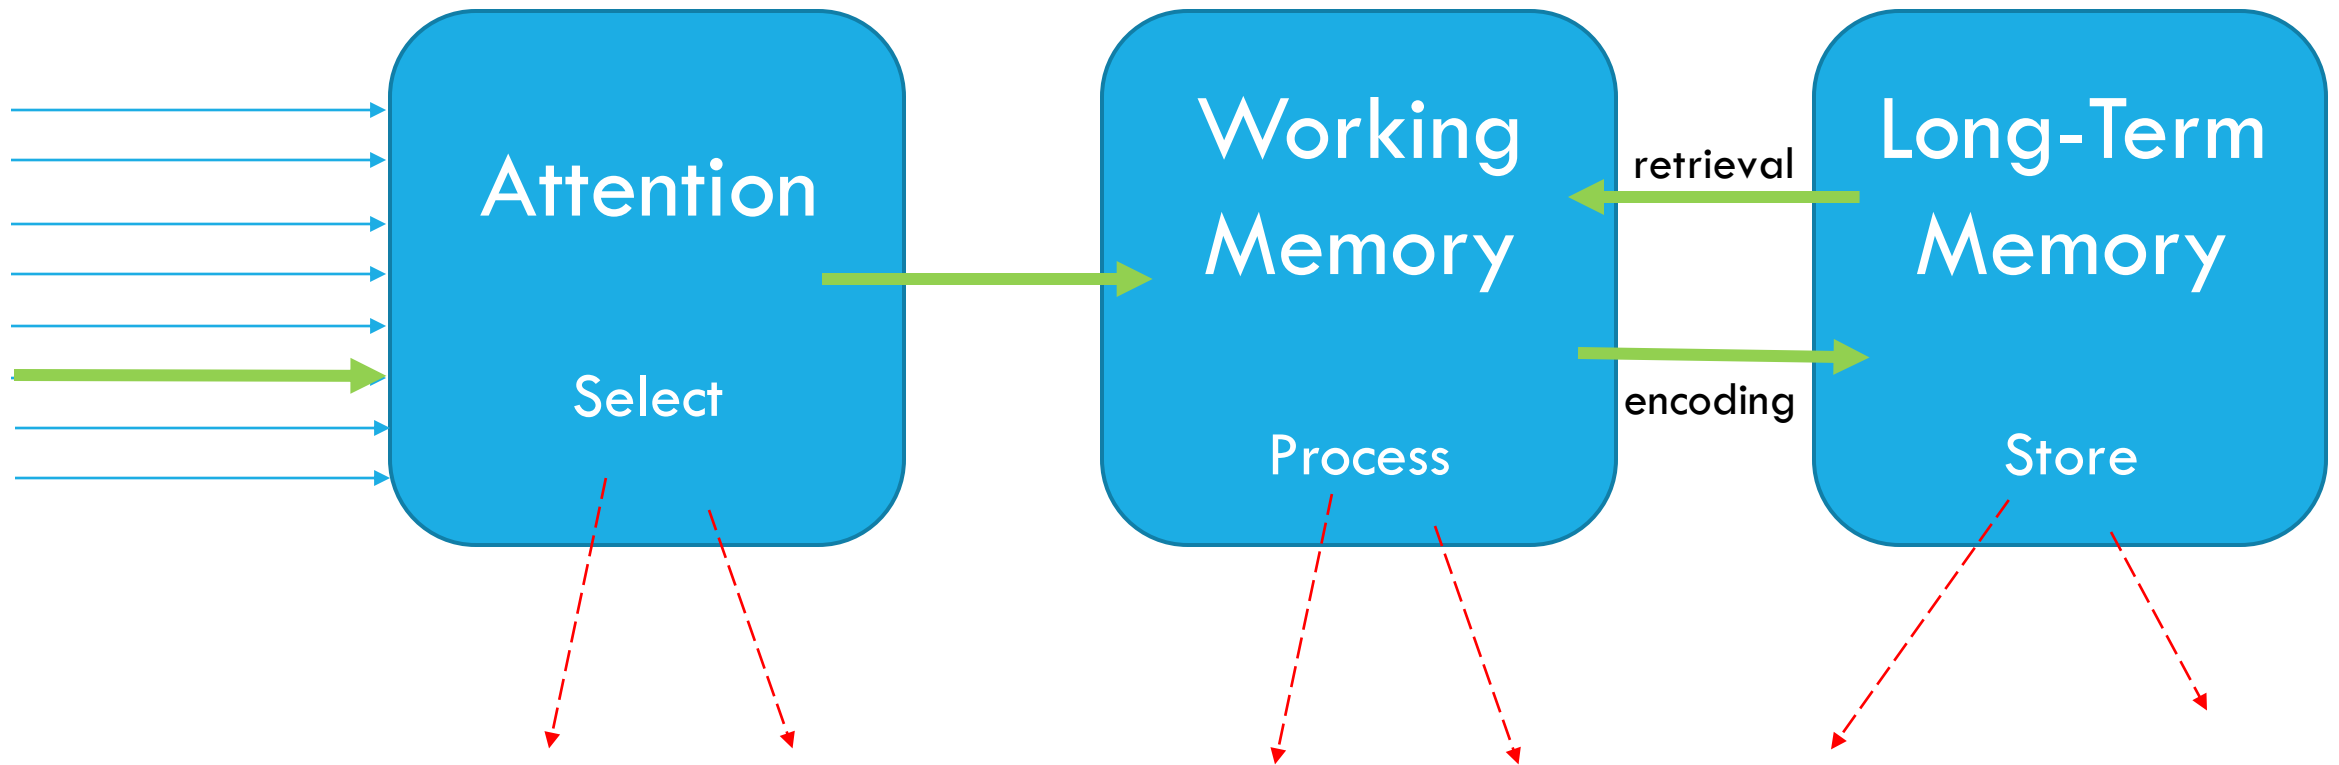 Attention
Select
Working
Memory
Process
retrieval
encoding
Long-Term
Memory
Store